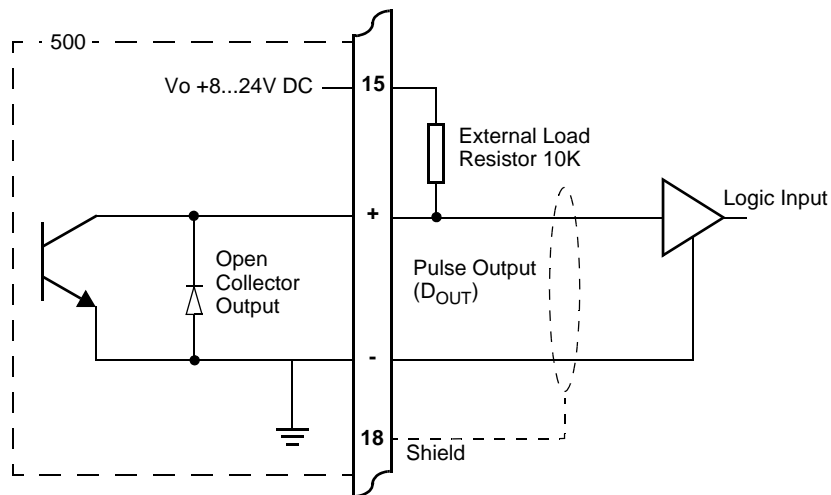 500
Vo +8...24V DC
15
External Load
Resistor 10K
+
Logic Input
Open
Collector
Output
Pulse Output
(DOUT)
-
18
Shield